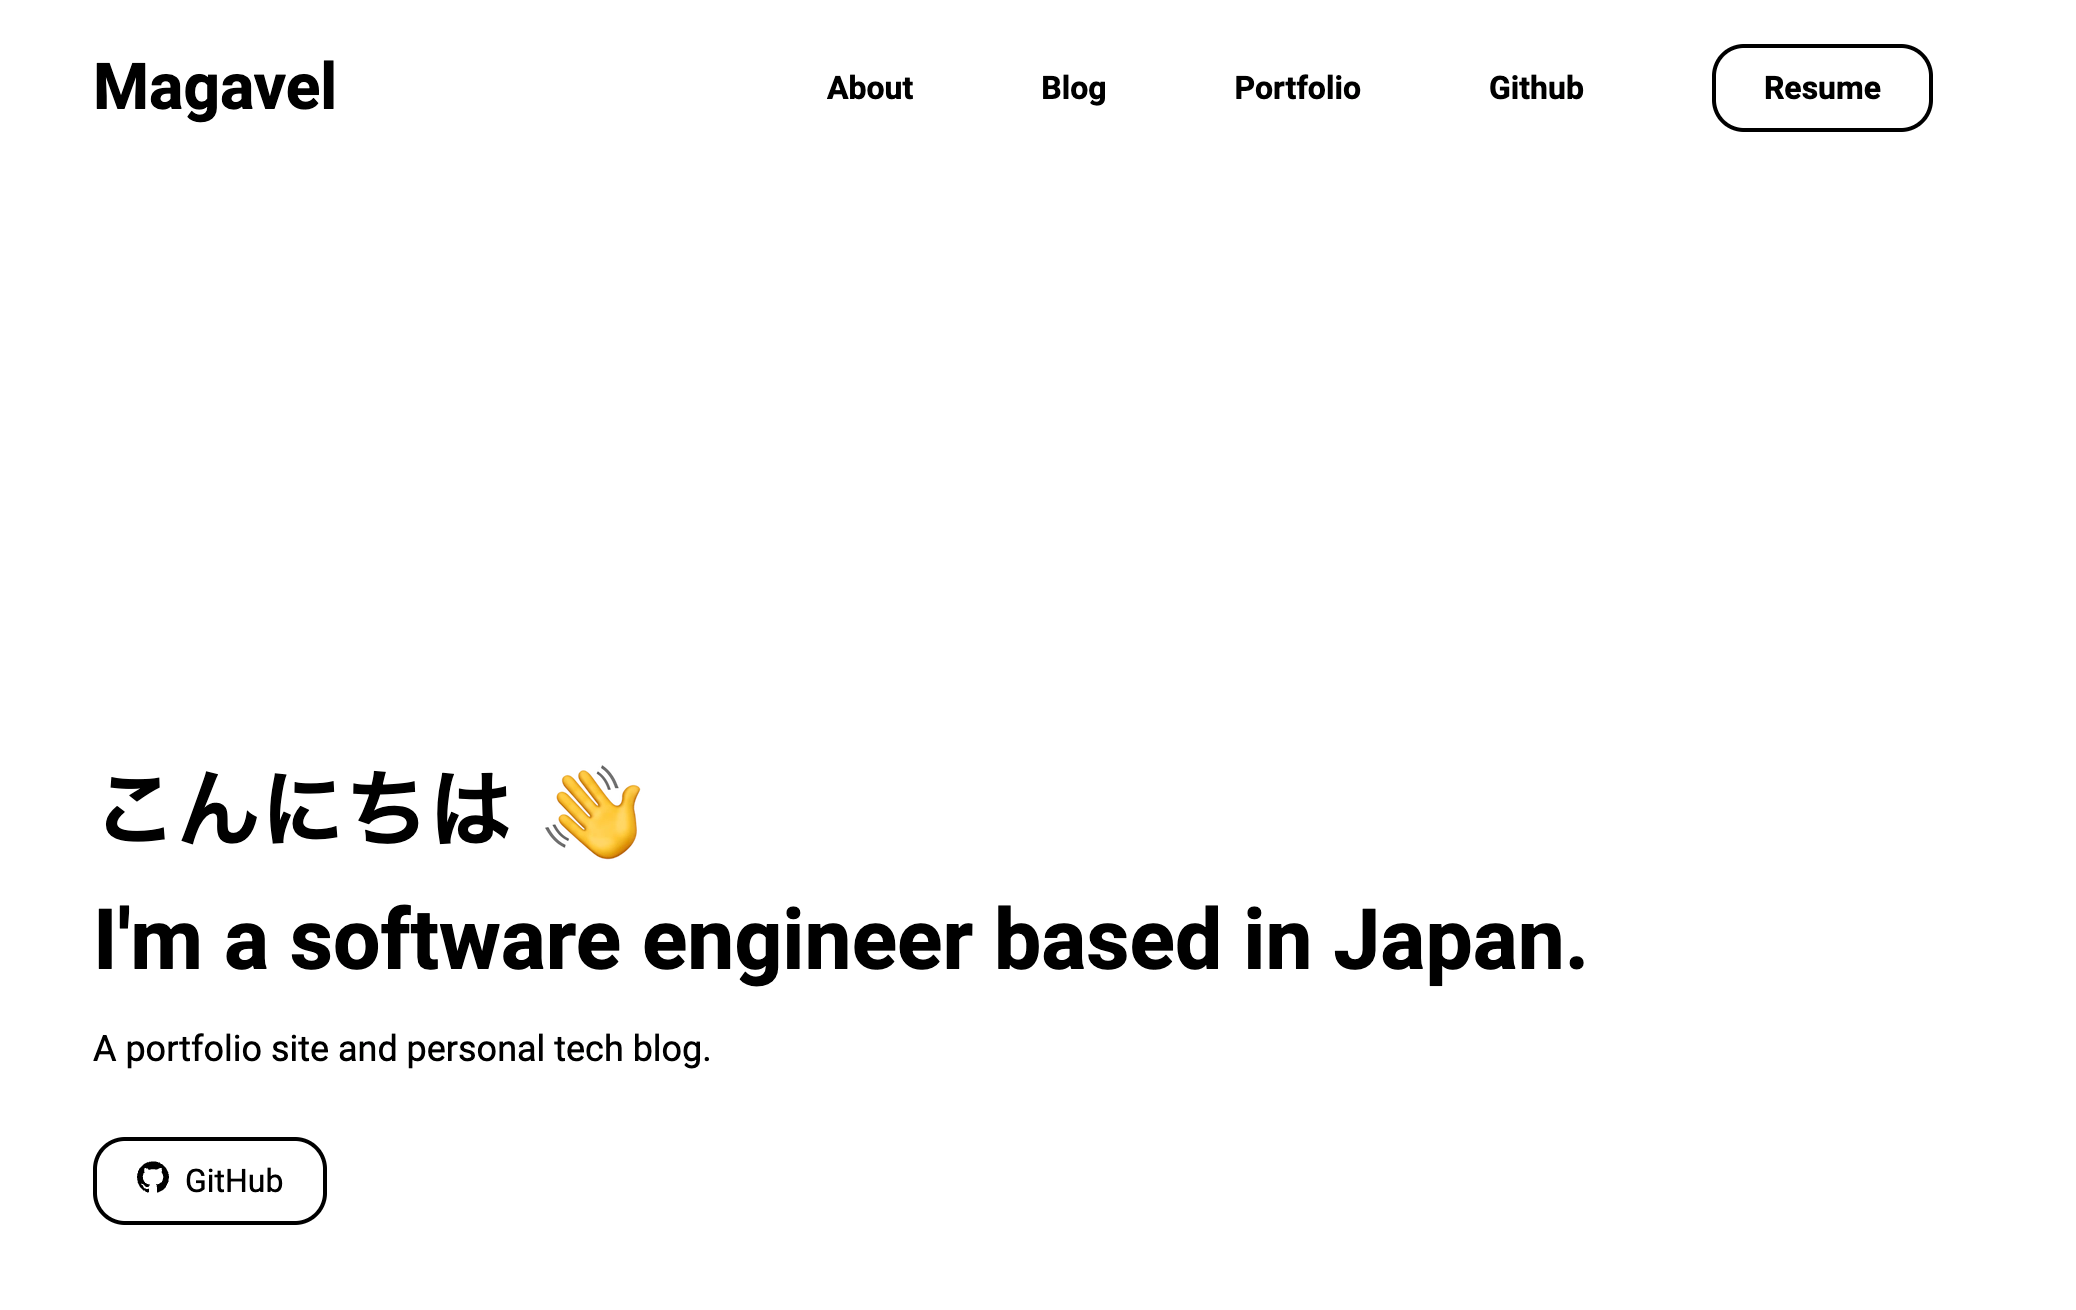 Magavel
About Blog Portfolio Github Resume
こんにちは 👋
I'm a software engineer based in Japan.
A portfolio site and personal tech blog.
GitHub